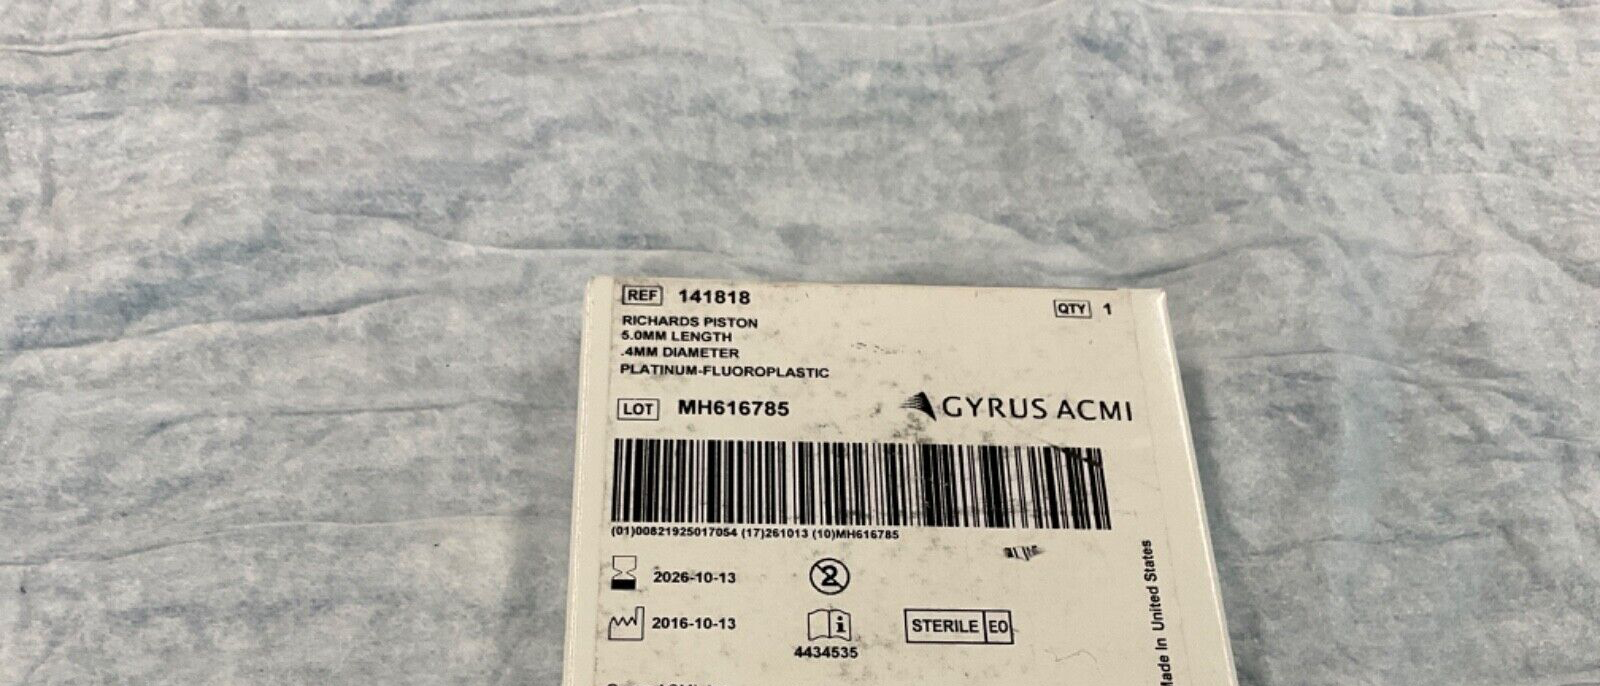 REF 141818
QTY 1
RICHARDS PISTON
5.0MM LENGTH
.4MM DIAMETER
PLATINUM-FLUOROPLASTIC
LOT MH616785
GYRUS ACMI
(01)00821925017054 (17)261013 (10)MH616785
2026-10-13
2
2016-10-13
i
STERILE EO
4434535
Made In United States